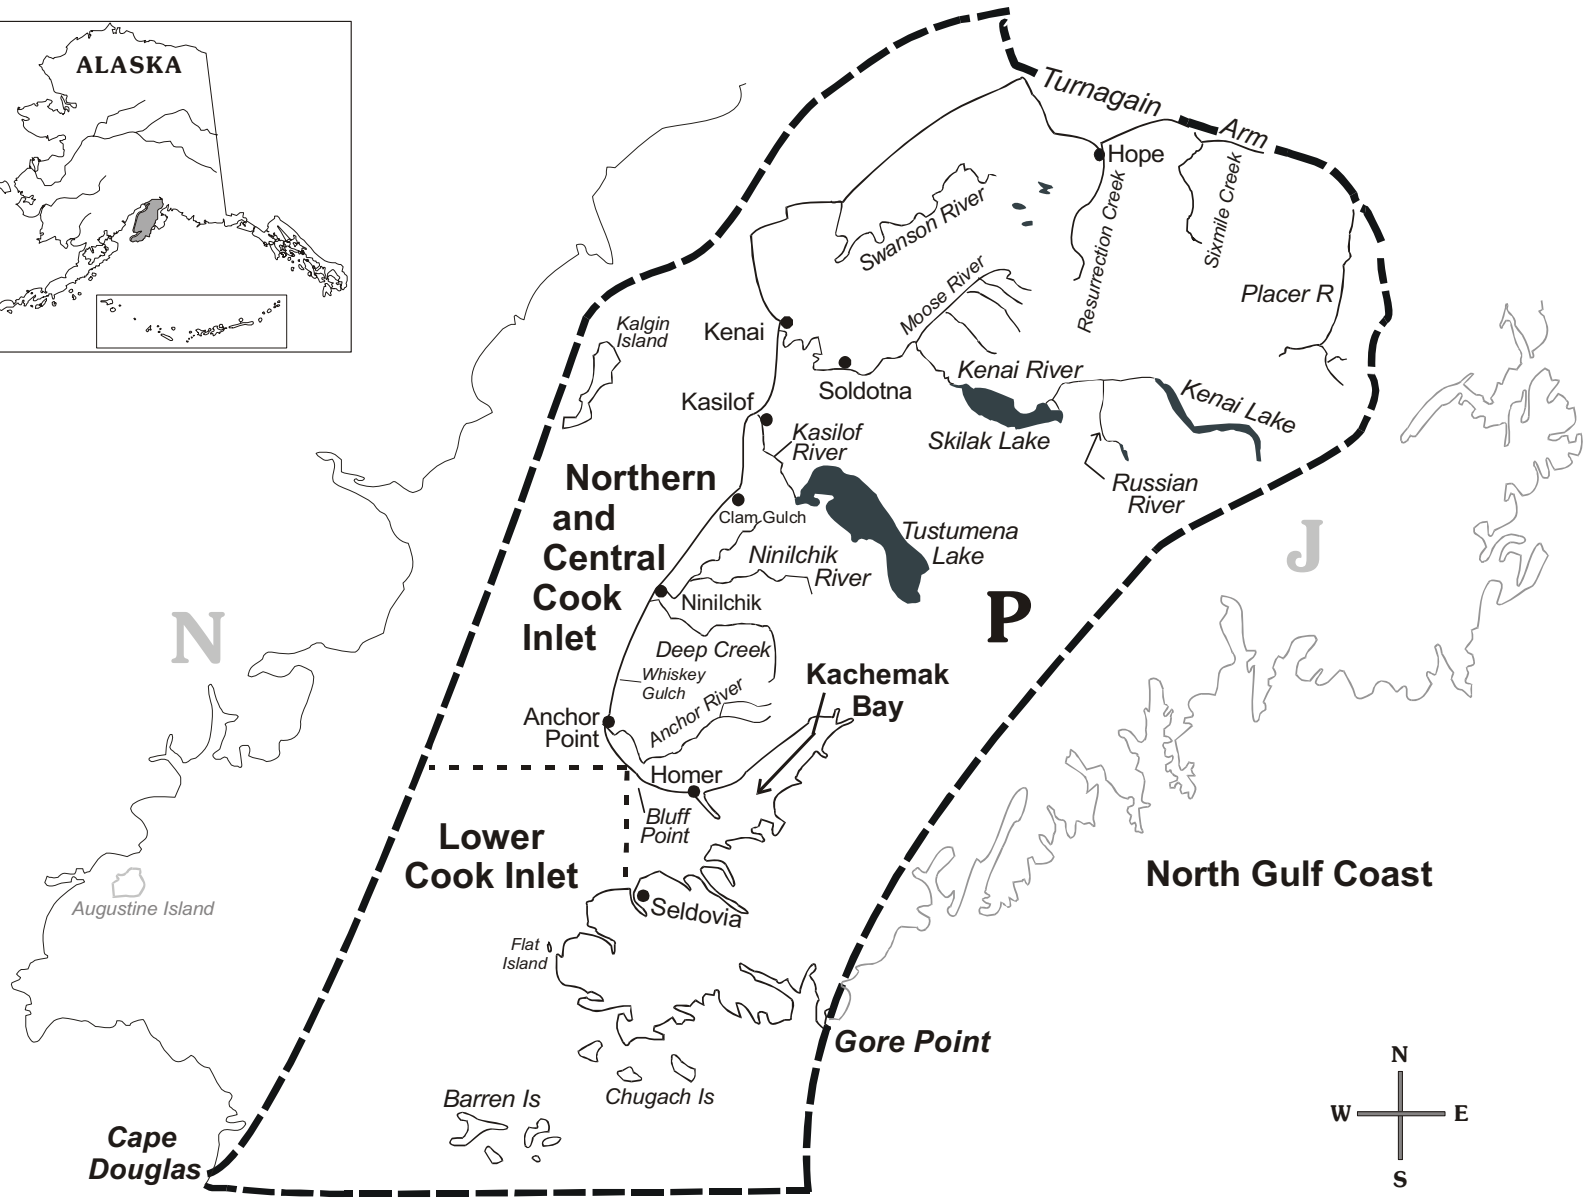 ALASKA
Turnagain
Arm
Hope
Swanson River
Resurrection Creek
Sixmile Creek
Moose River
Placer R
Kalgin
Island
Kenai
Soldotna
Kenai River
Kenai Lake
Skilak Lake
Kasilof
Kasilof
River
Russian
River
Northern
and
Central
Cook
Inlet
Clam Gulch
Tustumena
Lake
Ninilchik
River
Ninilchik
Deep Creek
Whiskey
Gulch
Anchor River
Anchor
Point
Kachemak
Bay
Homer
Bluff
Point
Lower
Cook Inlet
Seldovia
Flat
Island
Augustine Island
N
P
J
North Gulf Coast
Gore Point
Chugach Is
Barren Is
Cape
Douglas
N
W E
S